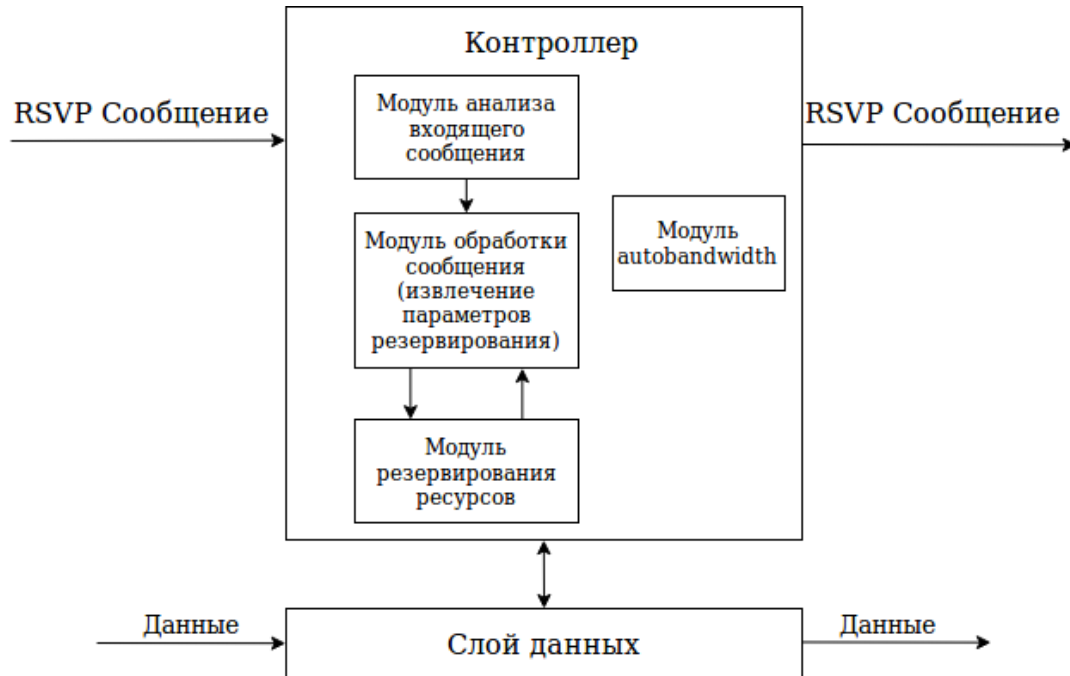 Контроллер
RSVP Сообщение
RSVP Сообщение
Модуль анализа
входящего
сообщения
Модуль обработки
сообщения
(извлечение
параметров
резервирования)
Модуль
autobandwidth
Модуль
резервирования
ресурсов
Данные
Слой данных
Данные